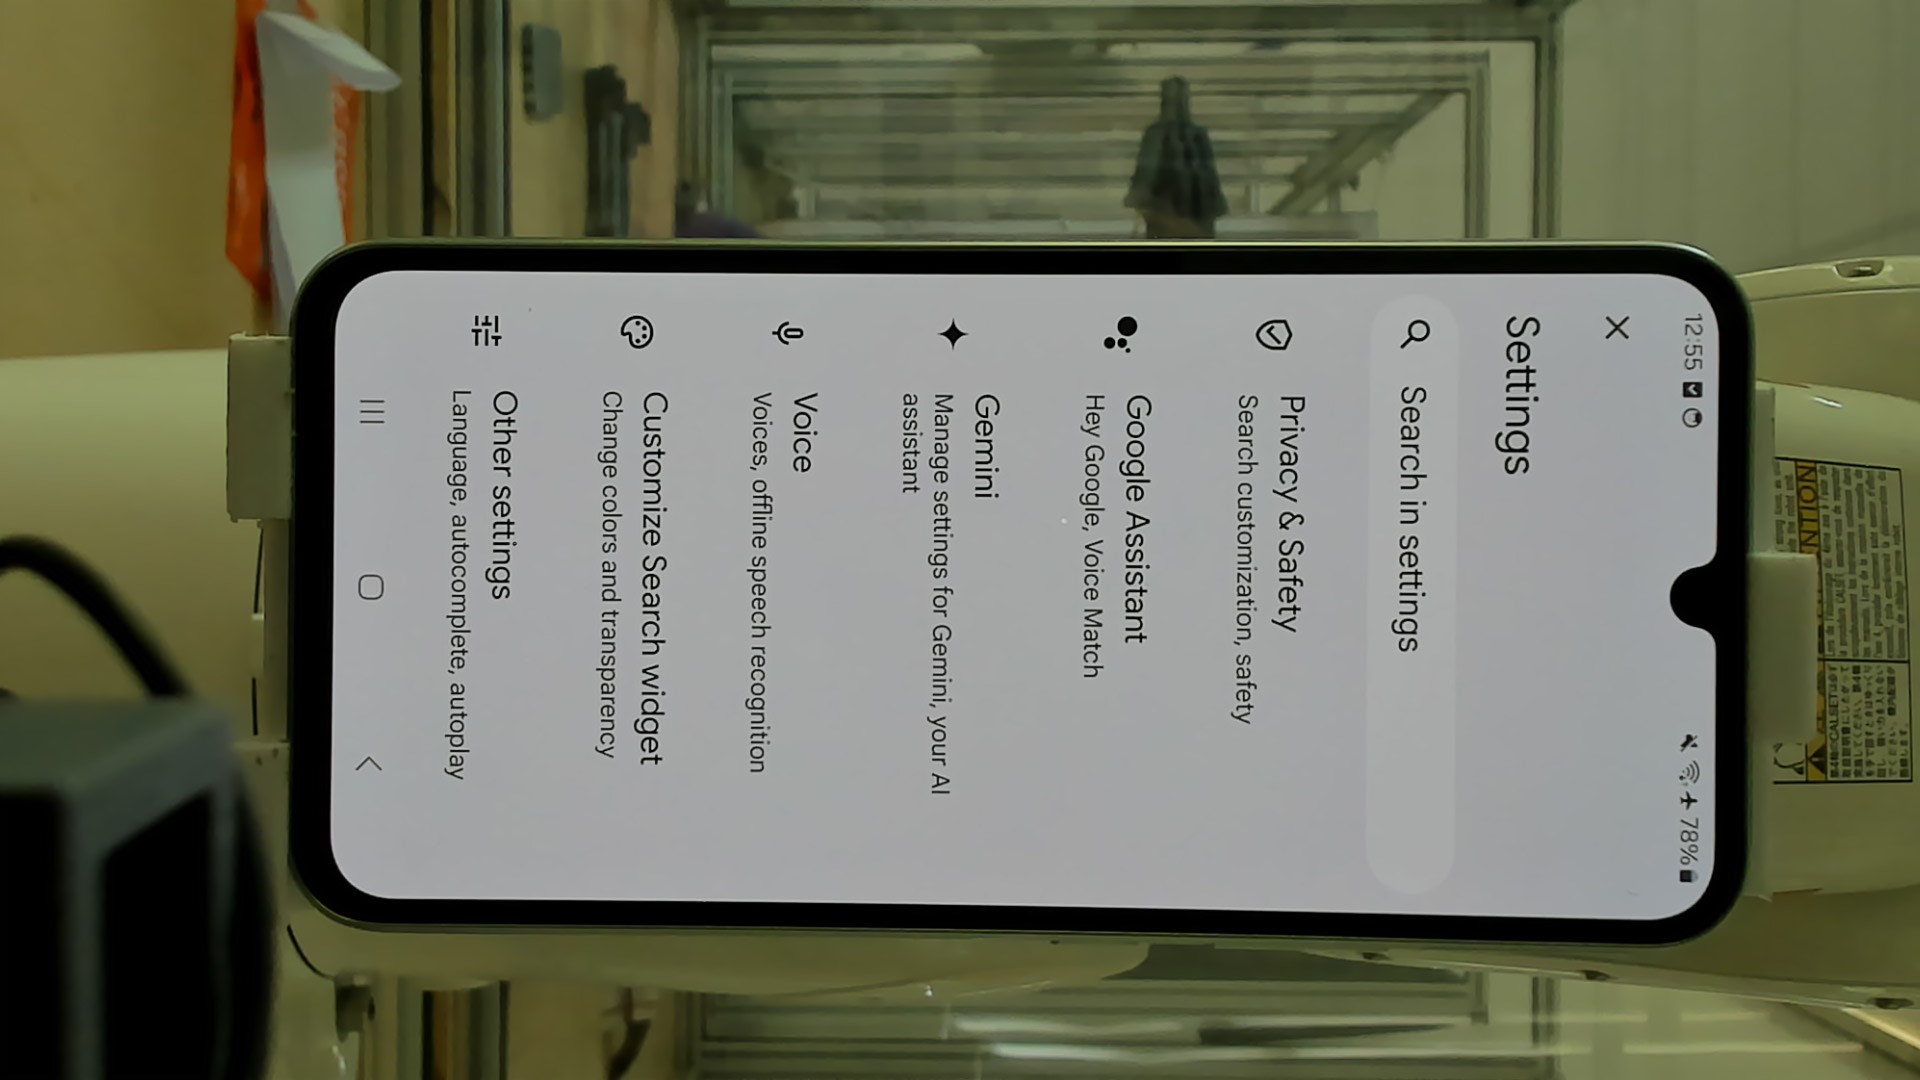 12:55
78%
Settings
Search in settings
Privacy & Safety
Search customization, safety
Google Assistant
Hey Google, Voice Match
Gemini
Manage settings for Gemini, your AI
assistant
Voice
Voices, offline speech recognition
Customize Search widget
Change colors and transparency
Other settings
Language, autocomplete, autoplay